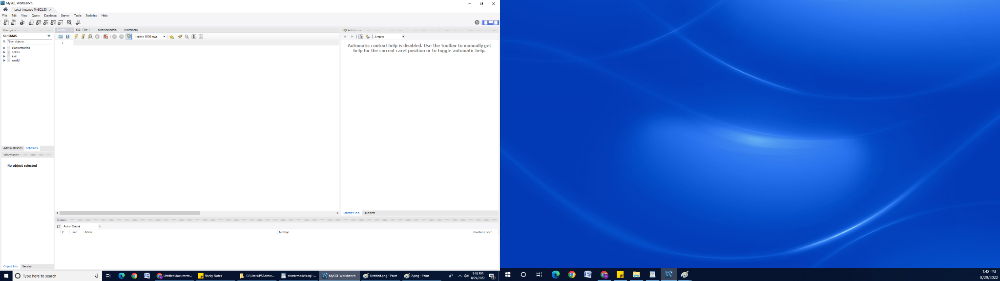 MySQL Workbench
Local instance MySQL80
File Edit View Query Database Server Tools Scripting Help
Navigator
SCHEMAS
Filter objects
classicmodels
sakila
sys
world
Administration Schemas
Information
No object selected
Object Info Session
Query 1 SQL File 1 classicmodels customers
Limit to 1000 rows
1
SQLAdditions
Jump to
Automatic context help is disabled. Use the toolbar to manually get
help for the current caret position or to toggle automatic help.
Context Help Snippets
Output
Action Output
# Time Action Message Duration / Fetch
Type here to search
Untitled document...
Sticky Notes
C:\Users\PSAdmin...
classicmodels.sql -...
MySQL Workbench
Untitled.png - Paint
2.png - Paint
1:48 PM
8/29/2022
6
1:48 PM
8/29/2022